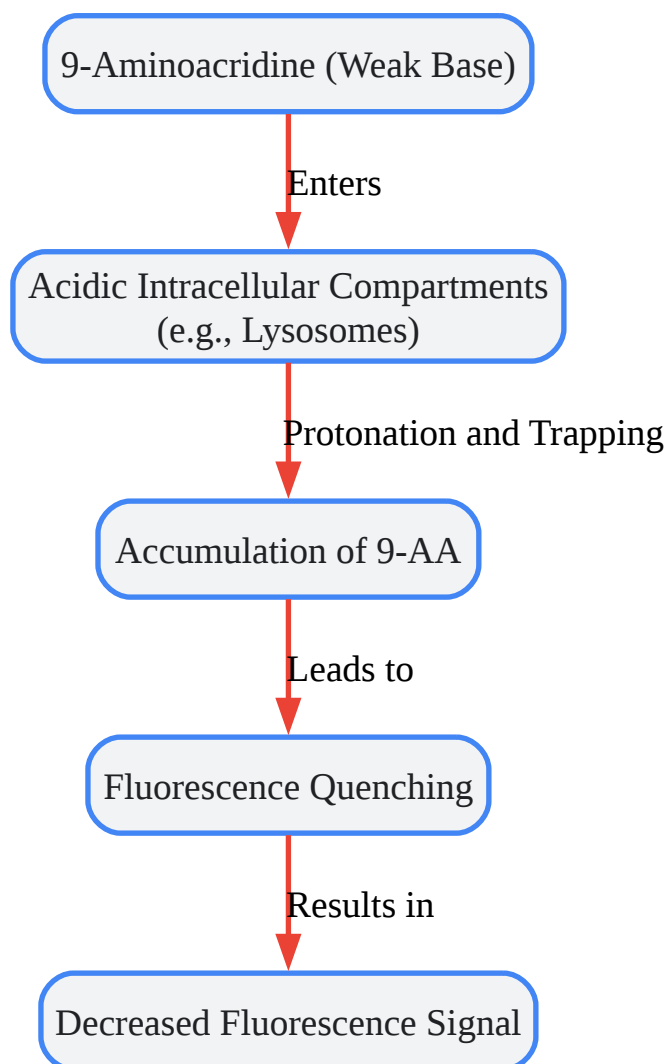 9-Aminoacridine (Weak Base)
Enters
Acidic Intracellular Compartments
(e.g., Lysosomes)
Protonation and Trapping
Accumulation of 9-AA
Leads to
Fluorescence Quenching
Results in
Decreased Fluorescence Signal